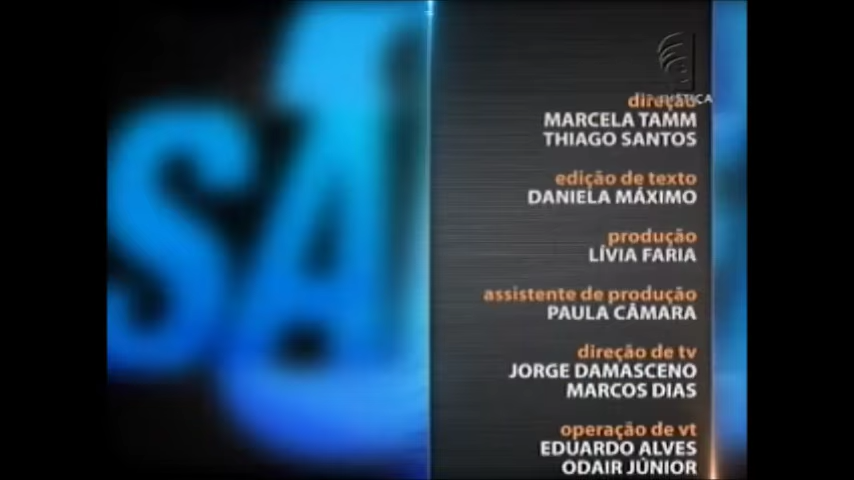 SA
direção
MARCELA TAMM
THIAGO SANTOS
edição de texto
DANIELA MÁXIMO
produção
LÍVIA FARIA
assistente de produção
PAULA CÂMARA
direção de tv
JORGE DAMASCENO
MARCOS DIAS
operação de vt
EDUARDO ALVES
ODAIR JÚNIOR